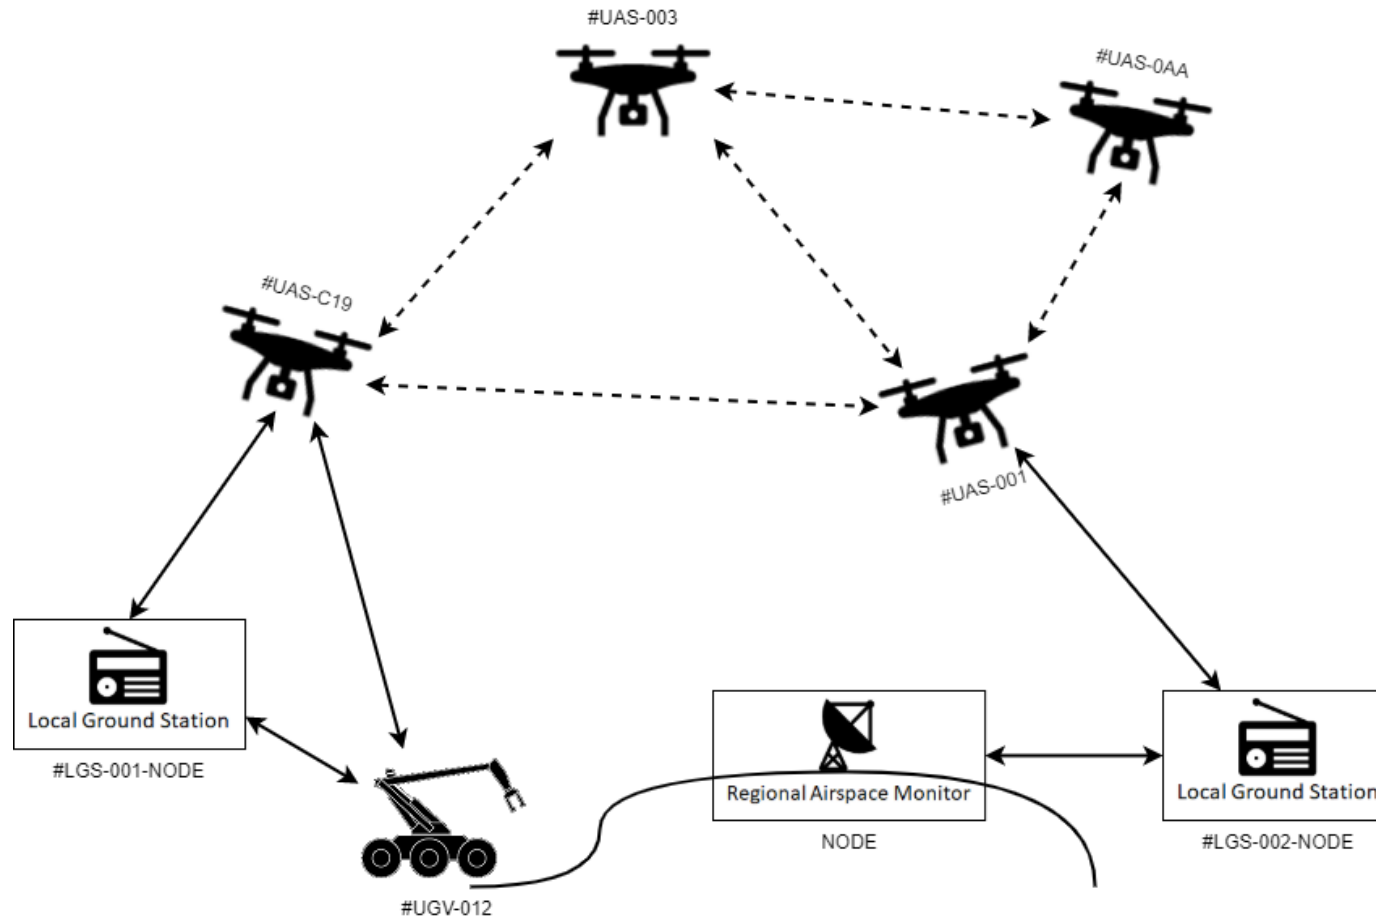 #UAS-003
#UAS-0AA
#UAS-C19
#UAS-001
Local Ground Station
#LGS-001-NODE
Regional Airspace Monitor
NODE
Local Ground Station
#LGS-002-NODE
#UGV-012